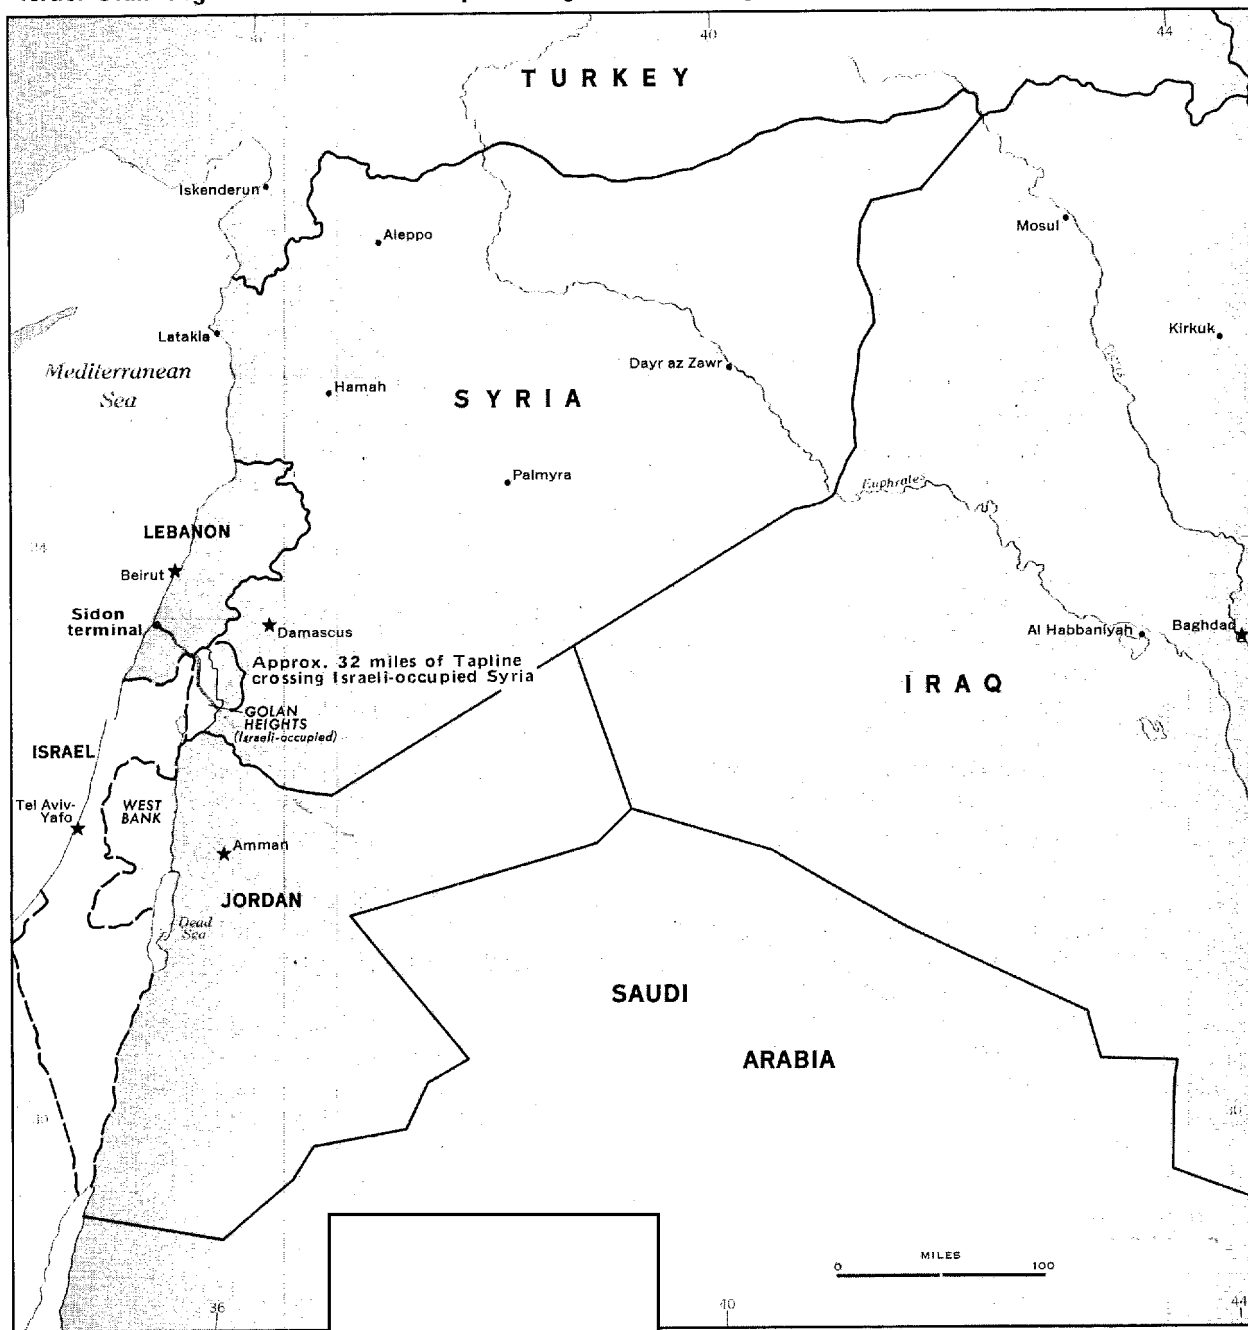 40
44
TURKEY
Iskenderun
Aleppo
Mosul
Latakia
Kirkuk
Mediterranean
Sea
Dayr az Zawr
Hamah
SYRIA
Palmyra
Euphrates
LEBANON
34
Beirut
Sidon
terminal
Damascus
Al Habbaniyah
Baghdad
Approx. 32 miles of Tapline
crossing Israeli-occupied Syria
IRAQ
GOLAN
HEIGHTS
(Israeli-occupied)
ISRAEL
Tel Aviv-
Yafo
WEST
BANK
Amman
JORDAN
Dead
Sea
SAUDI
ARABIA
30
30
MILES
0 100
36
40
44